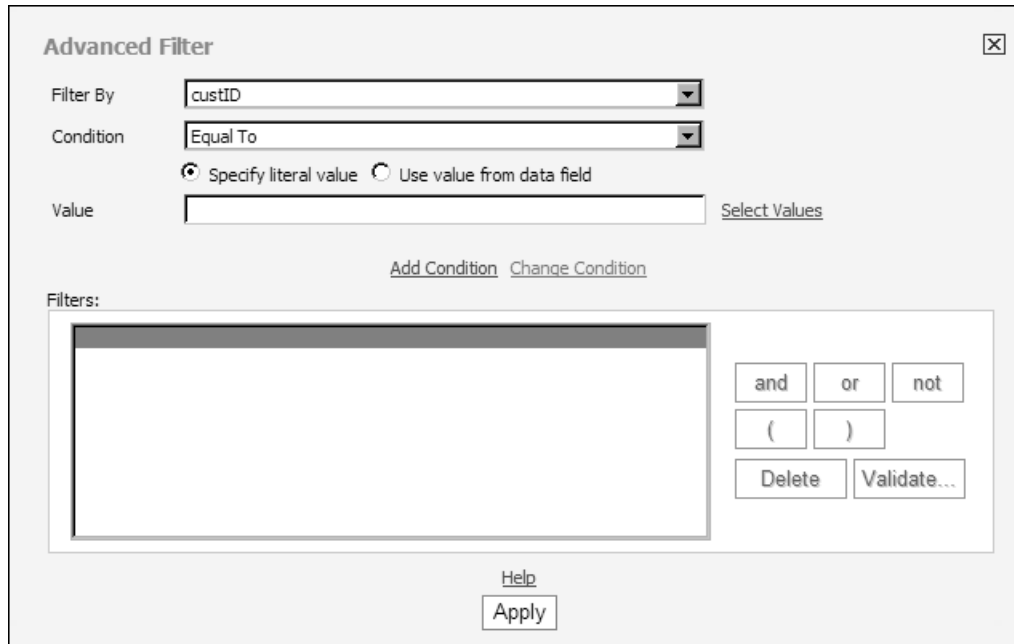 Advanced Filter
Filter By custID
Condition Equal To
Specify literal value Use value from data field
Value Select Values
Add Condition Change Condition
Filters:
and or not
( )
Delete Validate...
Help
Apply